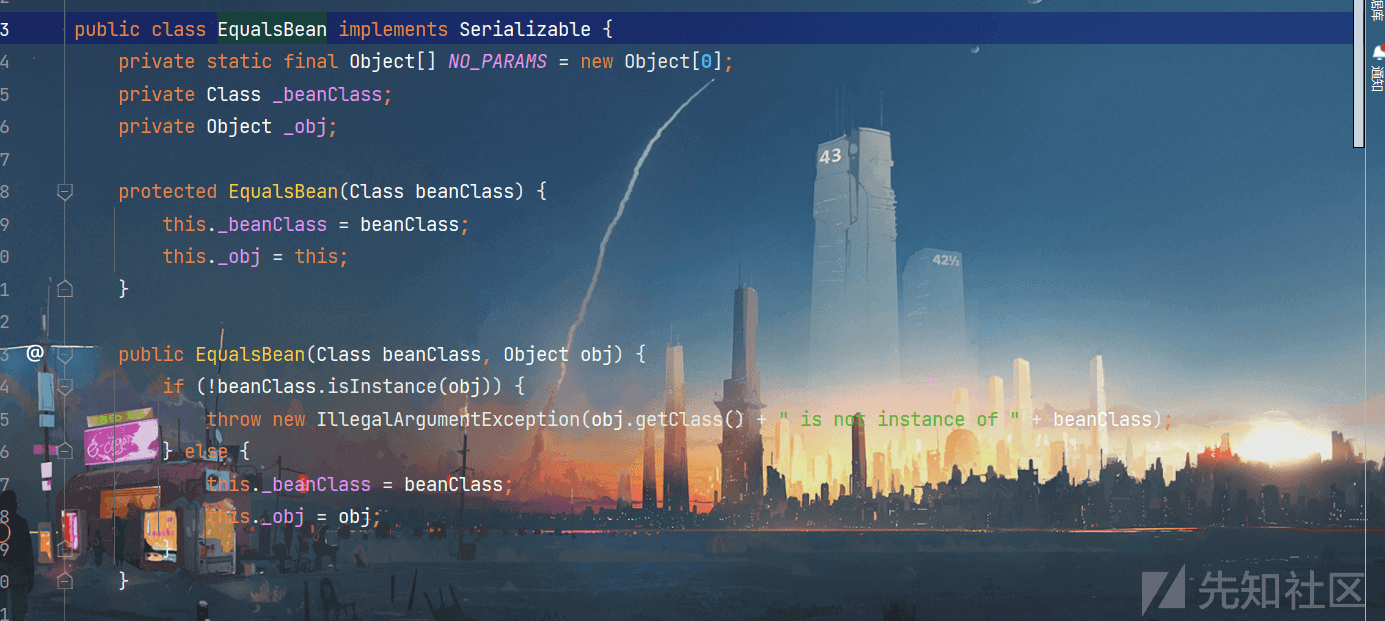 3 public class EqualsBean implements Serializable {
4 private static final Object[] NO_PARAMS = new Object[0];
5 private Class _beanClass;
6 private Object _obj;
7
8 protected EqualsBean(Class beanClass) {
9 this._beanClass = beanClass;
0 this._obj = this;
1 }
2
3 @ public EqualsBean(Class beanClass, Object obj) {
4 if (!beanClass.isInstance(obj)) {
5 throw new IllegalArgumentException(obj.getClass() + " is not instance of " + beanClass);
6 } else {
7 this._beanClass = beanClass;
8 this._obj = obj;
9 }
0 }
1
43
42⅓
通知
先知社区